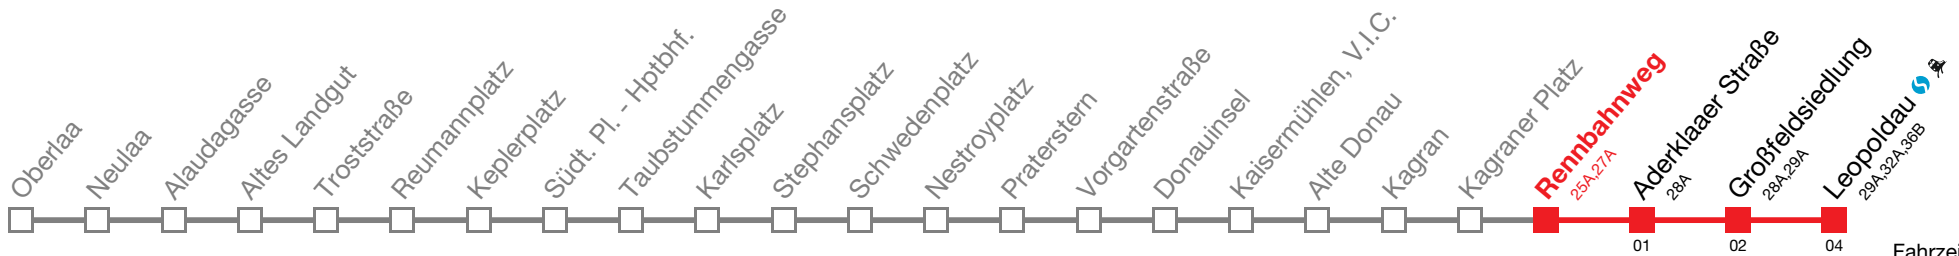 Oberlaa
Neulaa
Alaudagasse
Altes Landgut
Troststraße
Reumannplatz
Keplerplatz
Südt. Pl. - Hptbhf.
Taubstummengasse
Karlsplatz
Stephansplatz
Schwedenplatz
Nestroyplatz
Praterstern
Vorgartenstraße
Donauinsel
Kaisermühlen, V.I.C.
Alte Donau
Kagran
Kagraner Platz
Rennbahnweg
25A,27A
Aderklaaer Straße
28A
Großfeldsiedlung
28A,29A
Leopoldau
29A,32A,36B
01
02
04
Fahrzei